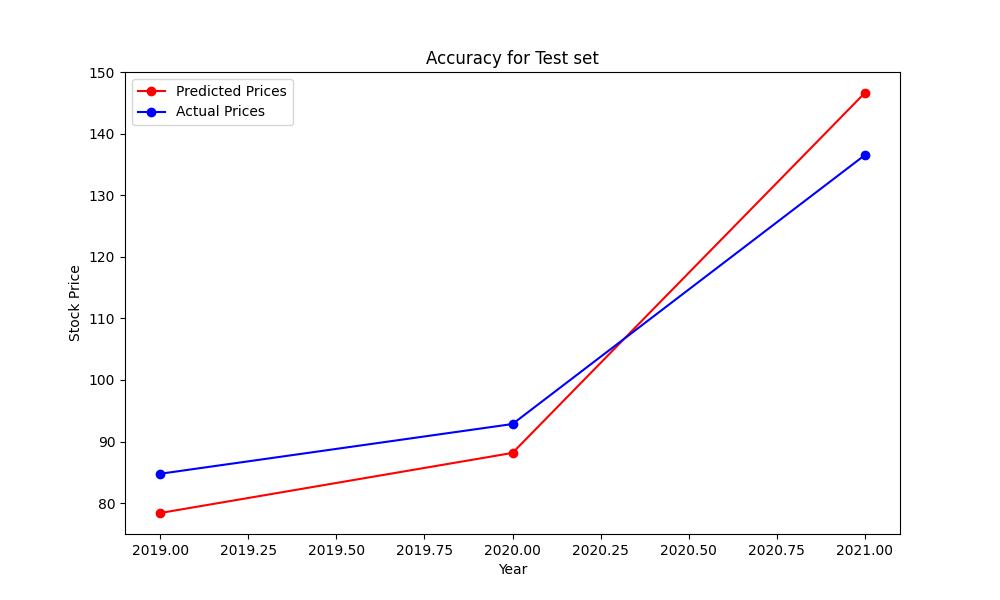 Accuracy for Test set
Predicted Prices
Actual Prices
150
140
130
120
110
100
90
80
Stock Price
2019.00 2019.25 2019.50 2019.75 2020.00 2020.25 2020.50 2020.75 2021.00
Year